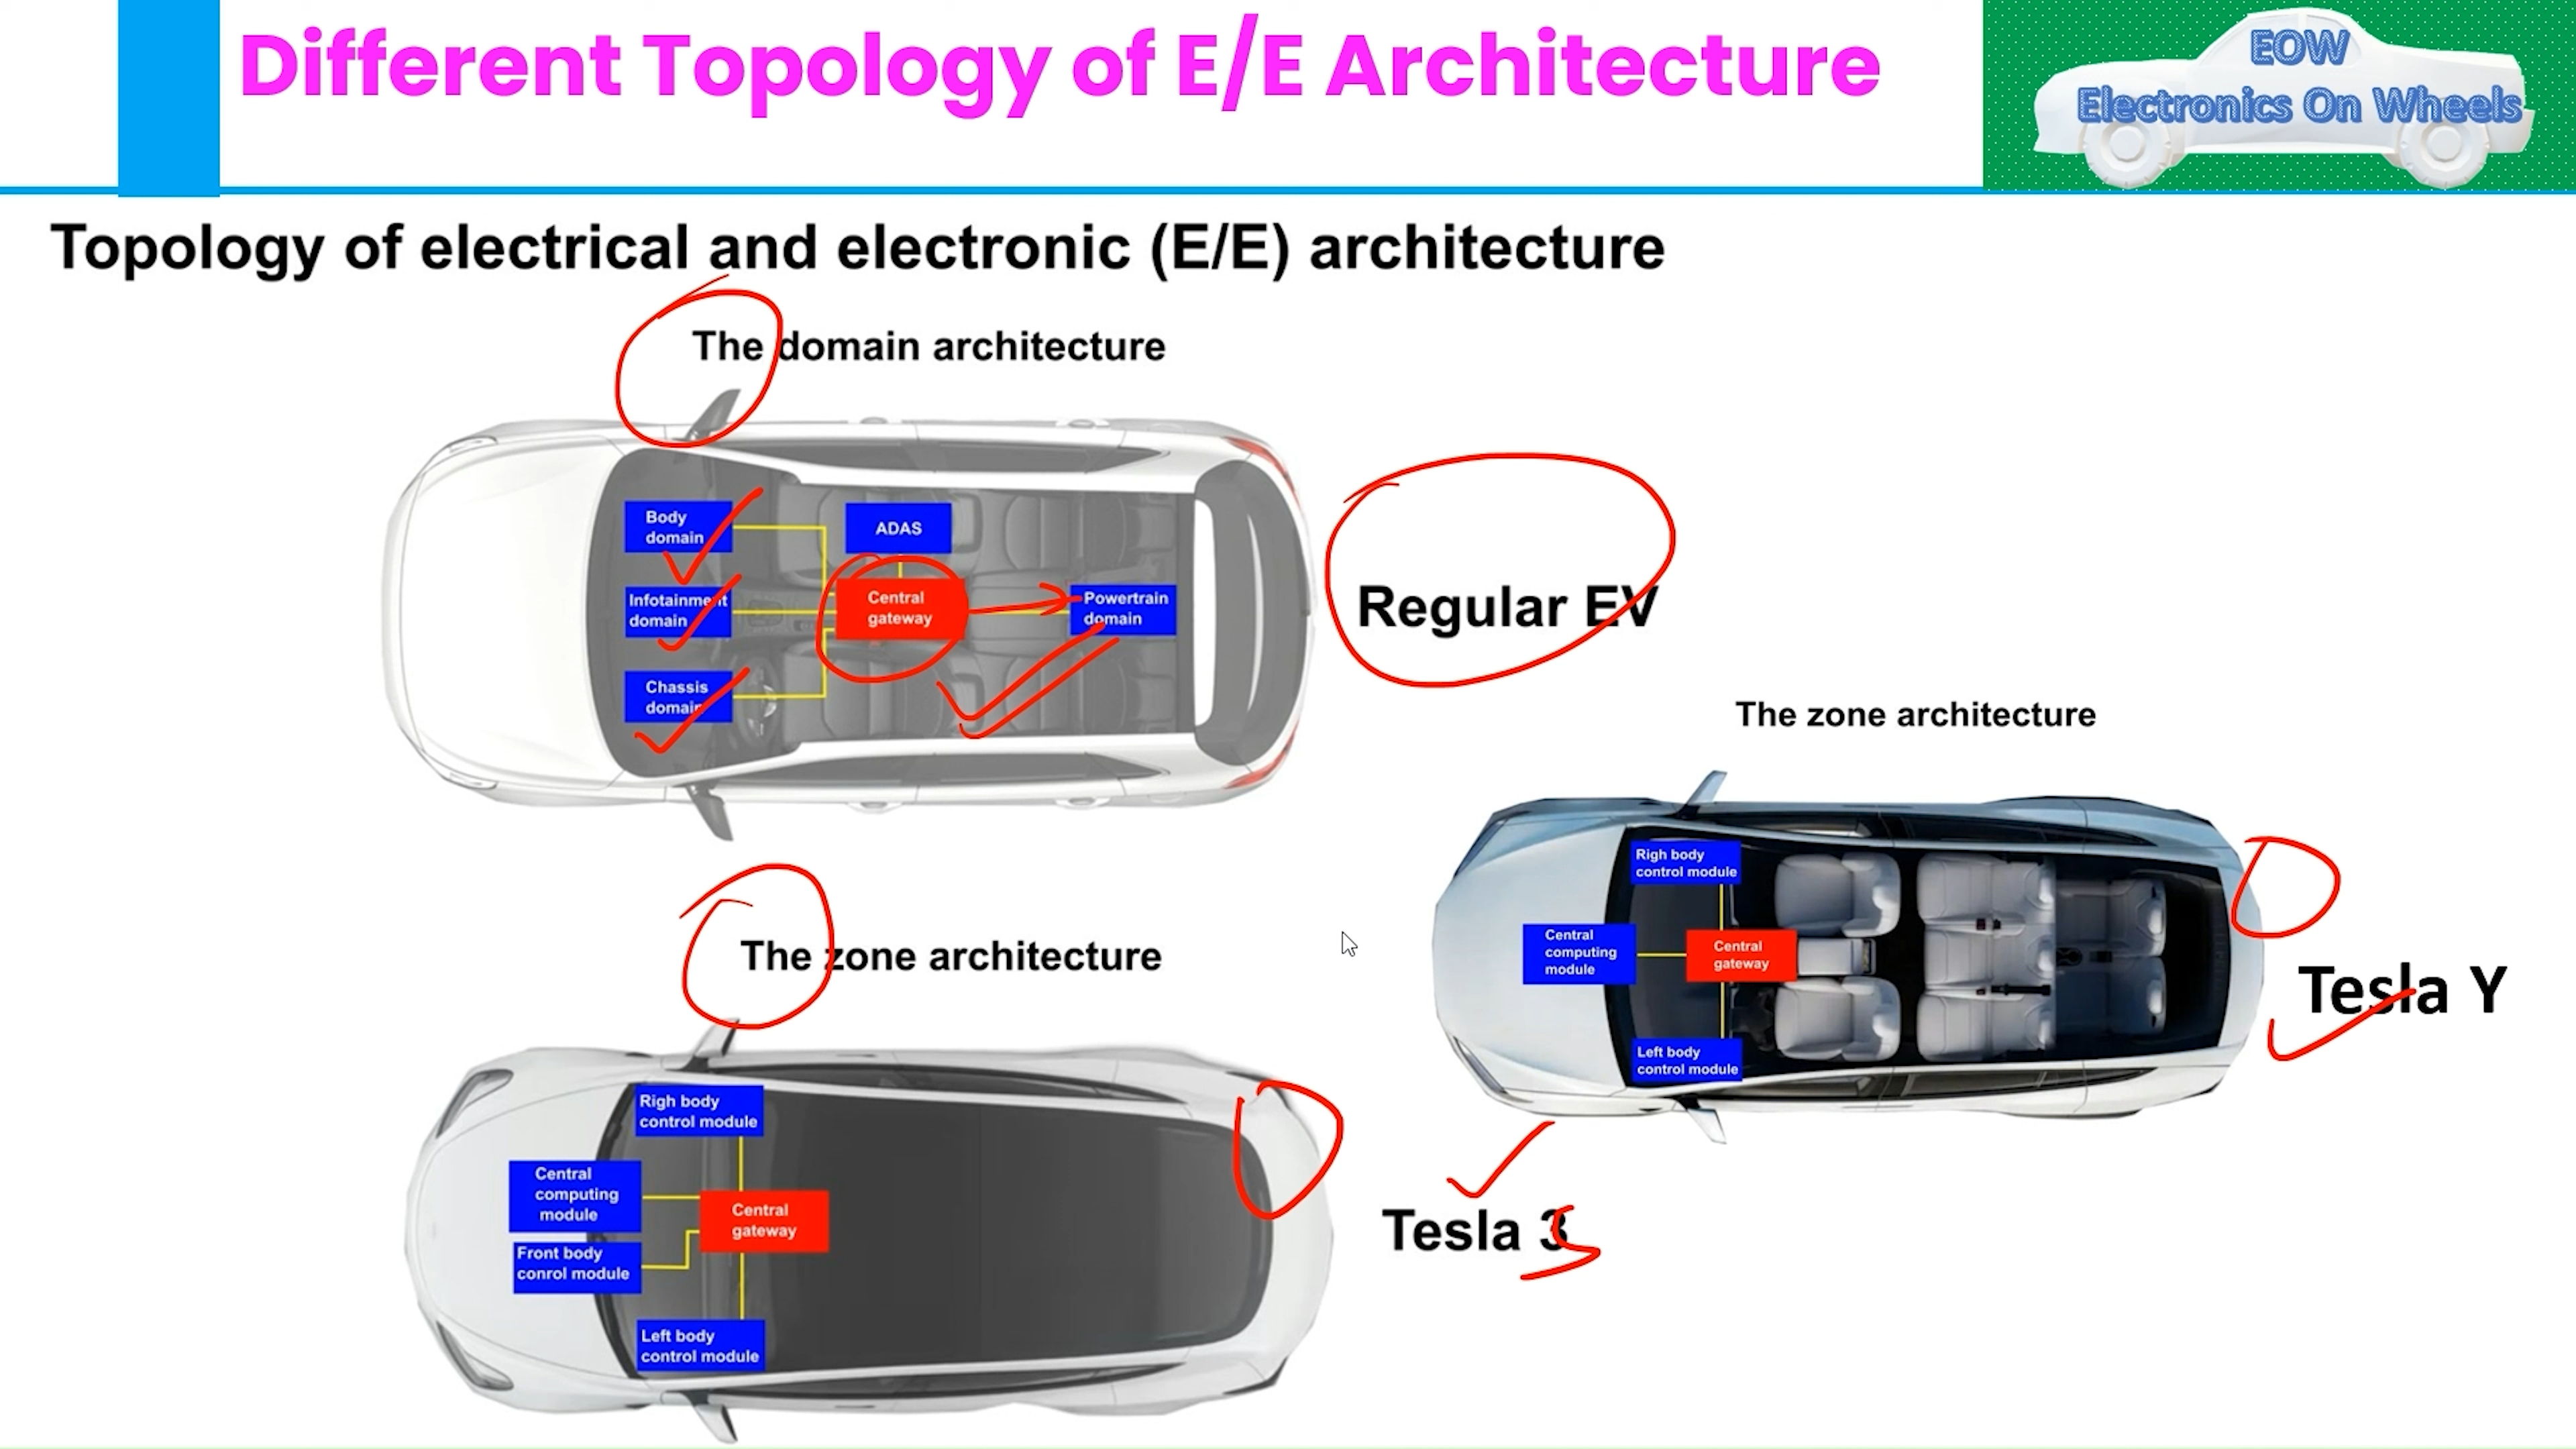 Different Topology of E/E Architecture
EOW
Electronics On Wheels
Topology of electrical and electronic (E/E) architecture
The domain architecture
Body
domain
ADAS
Infotainment
domain
Central
gateway
Powertrain
domain
Chassis
domain
Regular EV
The zone architecture
Righ body
control module
Central
computing
module
Central
gateway
Left body
control module
Tesla Y
The zone architecture
Righ body
control module
Central
computing
module
Central
gateway
Front body
conrol module
Left body
control module
Tesla 3